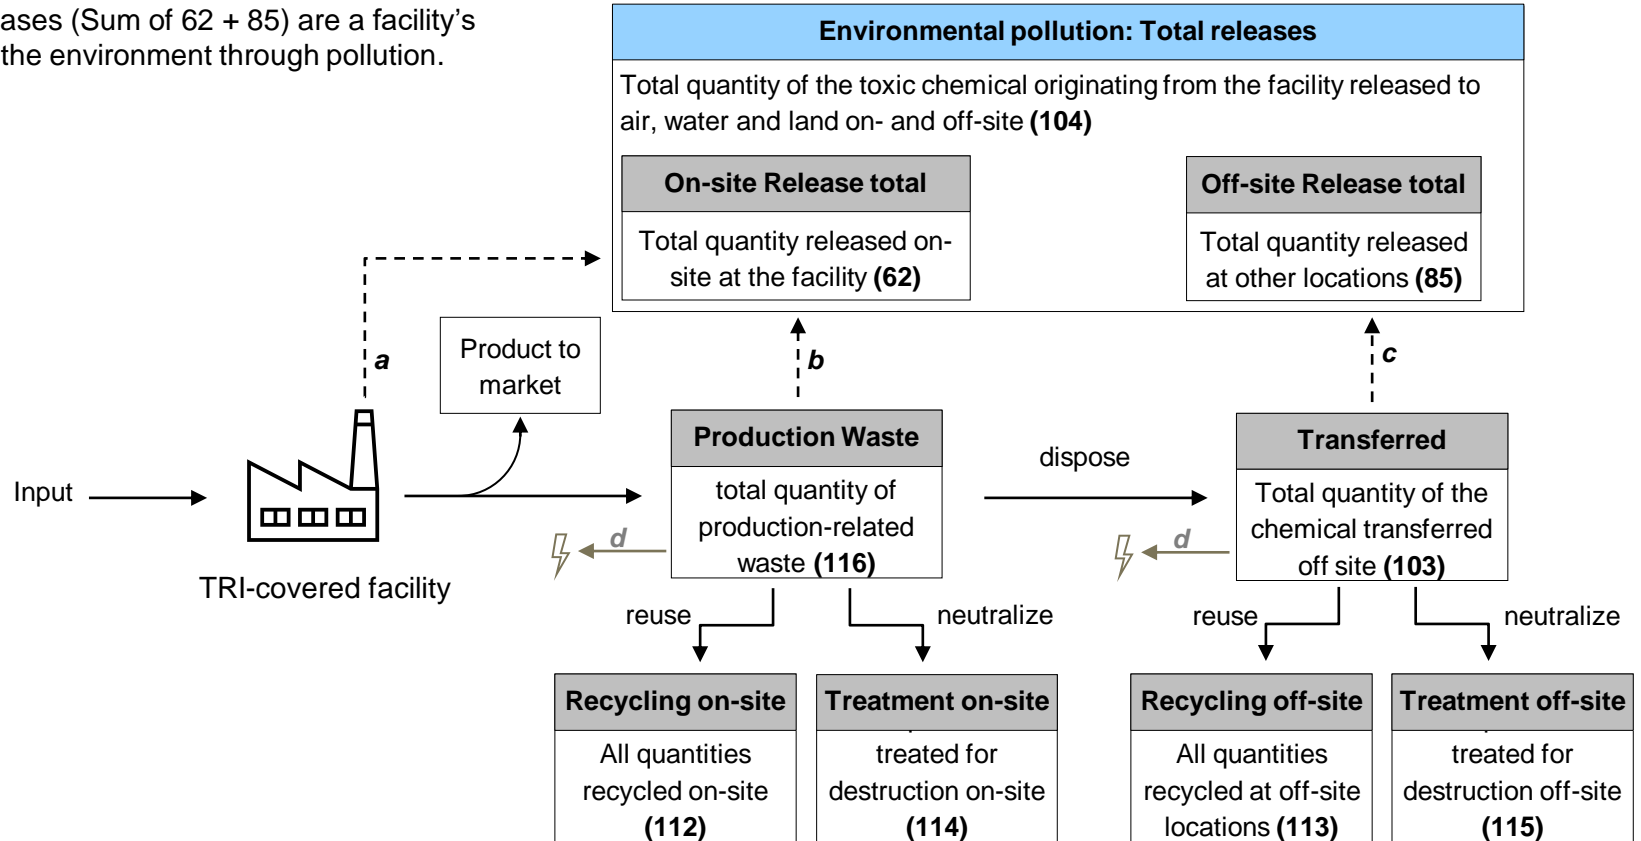 ases (Sum of 62 + 85) are a facility's
the environment through pollution.
Environmental pollution: Total releases
Total quantity of the toxic chemical originating from the facility released to
air, water and land on- and off-site (104)
On-site Release total
Total quantity released on-
site at the facility (62)
Off-site Release total
Total quantity released
at other locations (85)
a
b
c
Product to
market
Input
TRI-covered facility
Production Waste
total quantity of
production-related
waste (116)
d
dispose
Transferred
Total quantity of the
chemical transferred
off site (103)
d
reuse
neutralize
reuse
neutralize
Recycling on-site
All quantities
recycled on-site
(112)
Treatment on-site
treated for
destruction on-site
(114)
Recycling off-site
All quantities
recycled at off-site
locations (113)
Treatment off-site
treated for
destruction off-site
(115)